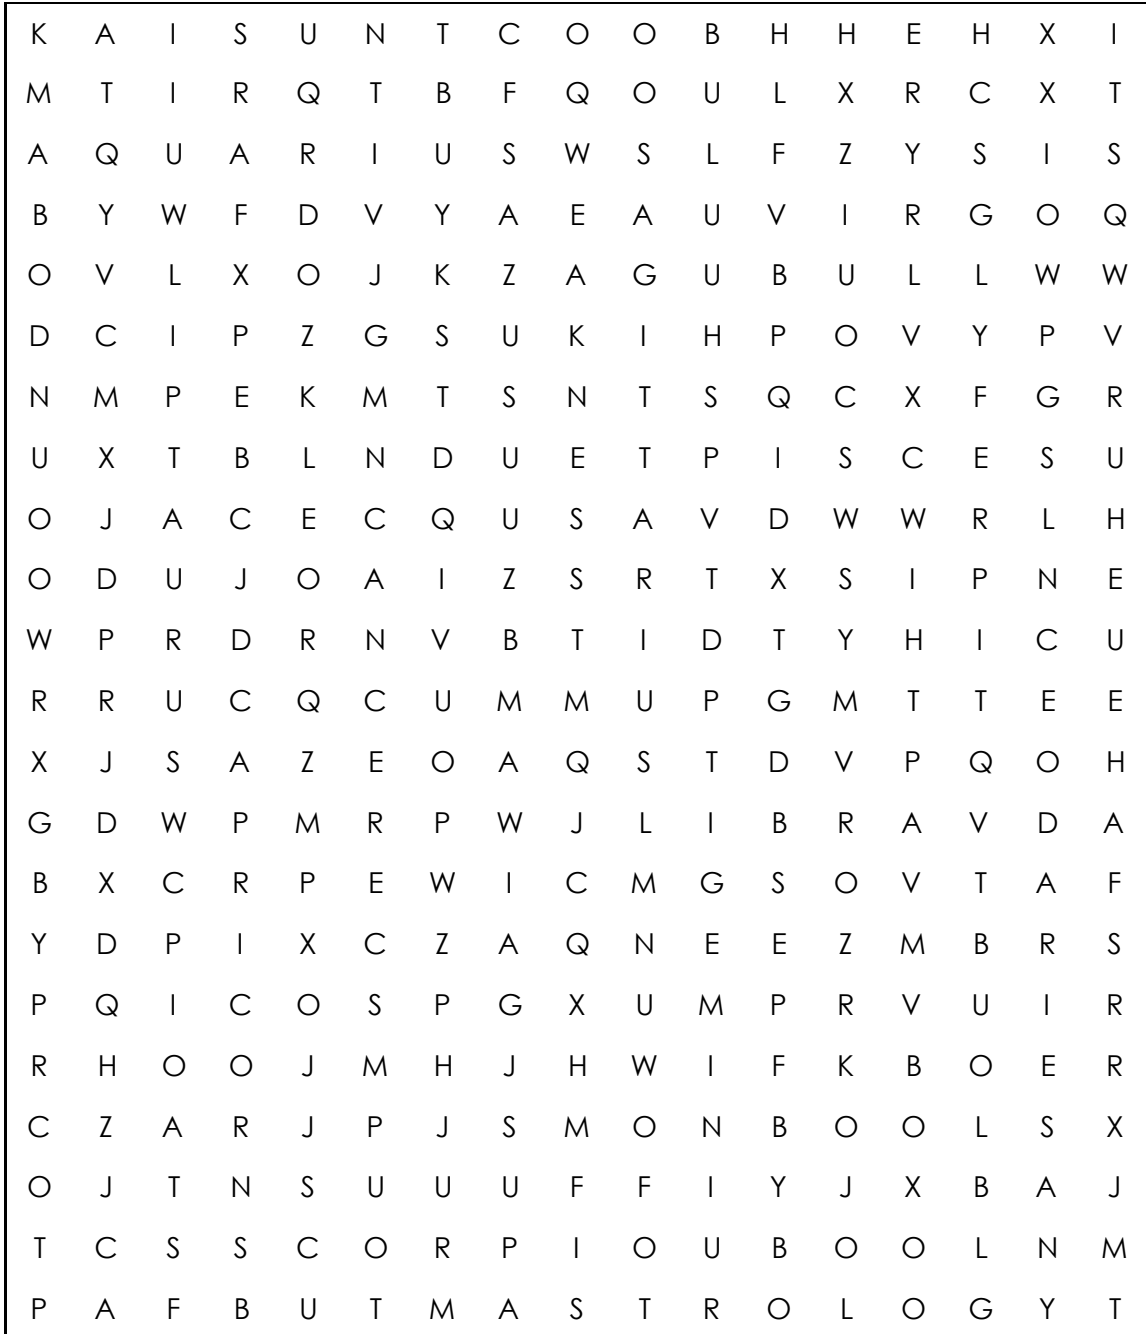 K A I S U N T C O O B H H E H X I
M T I R Q T B F Q O U L X R C X T
A Q U A R I U S W S L F Z Y S I S
B Y W F D V Y A E A U V I R G O Q
O V L X O J K Z A G U B U L L W W
D C I P Z G S U K I H P O V Y P V
N M P E K M T S N T S Q C X F G R
U X T B L N D U E T P I S C E S U
O J A C E C Q U S A V D W W R L H
O D U J O A I Z S R T X S I P N E
W P R D R N V B T I D T Y H I C U
R R U C Q C U M M U P G M T T E E
X J S A Z E O A Q S T D V P Q O H
G D W P M R P W J L I B R A V D A
B X C R P E W I C M G S O V T A F
Y D P I X C Z A Q N E E Z M B R S
P Q I C O S P G X U M P R V U I R
R H O O J M H J H W I F K B O E R
C Z A R J P J S M O N B O O L S X
O J T N S U U U F F I Y J X B A J
T C S S C O R P I O U B O O L N M
P A F B U T M A S T R O L O G Y T